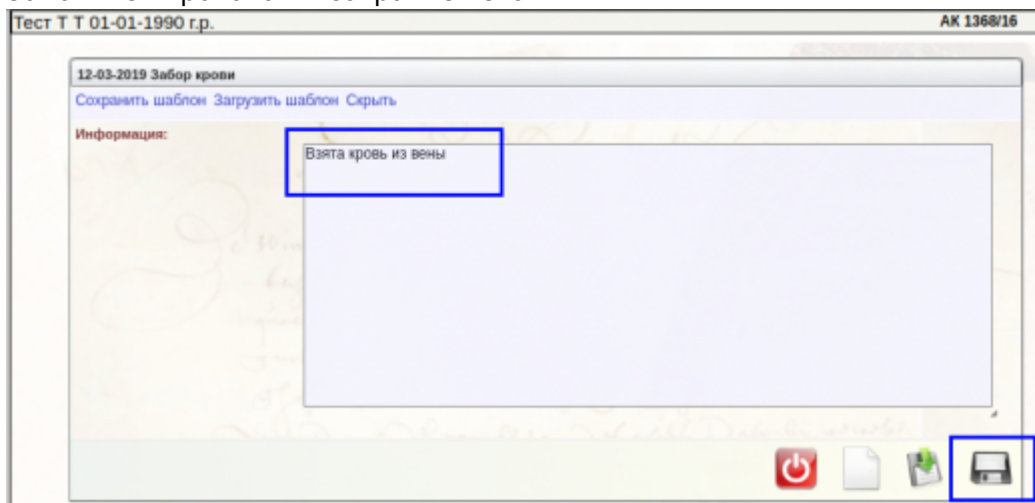 Тест Т Т 01-01-1990 г.р. АК 1368/16
12-03-2019 Забор крови
Сохранить шаблон Загрузить шаблон Скрыть
Информация:
Взята кровь из вены